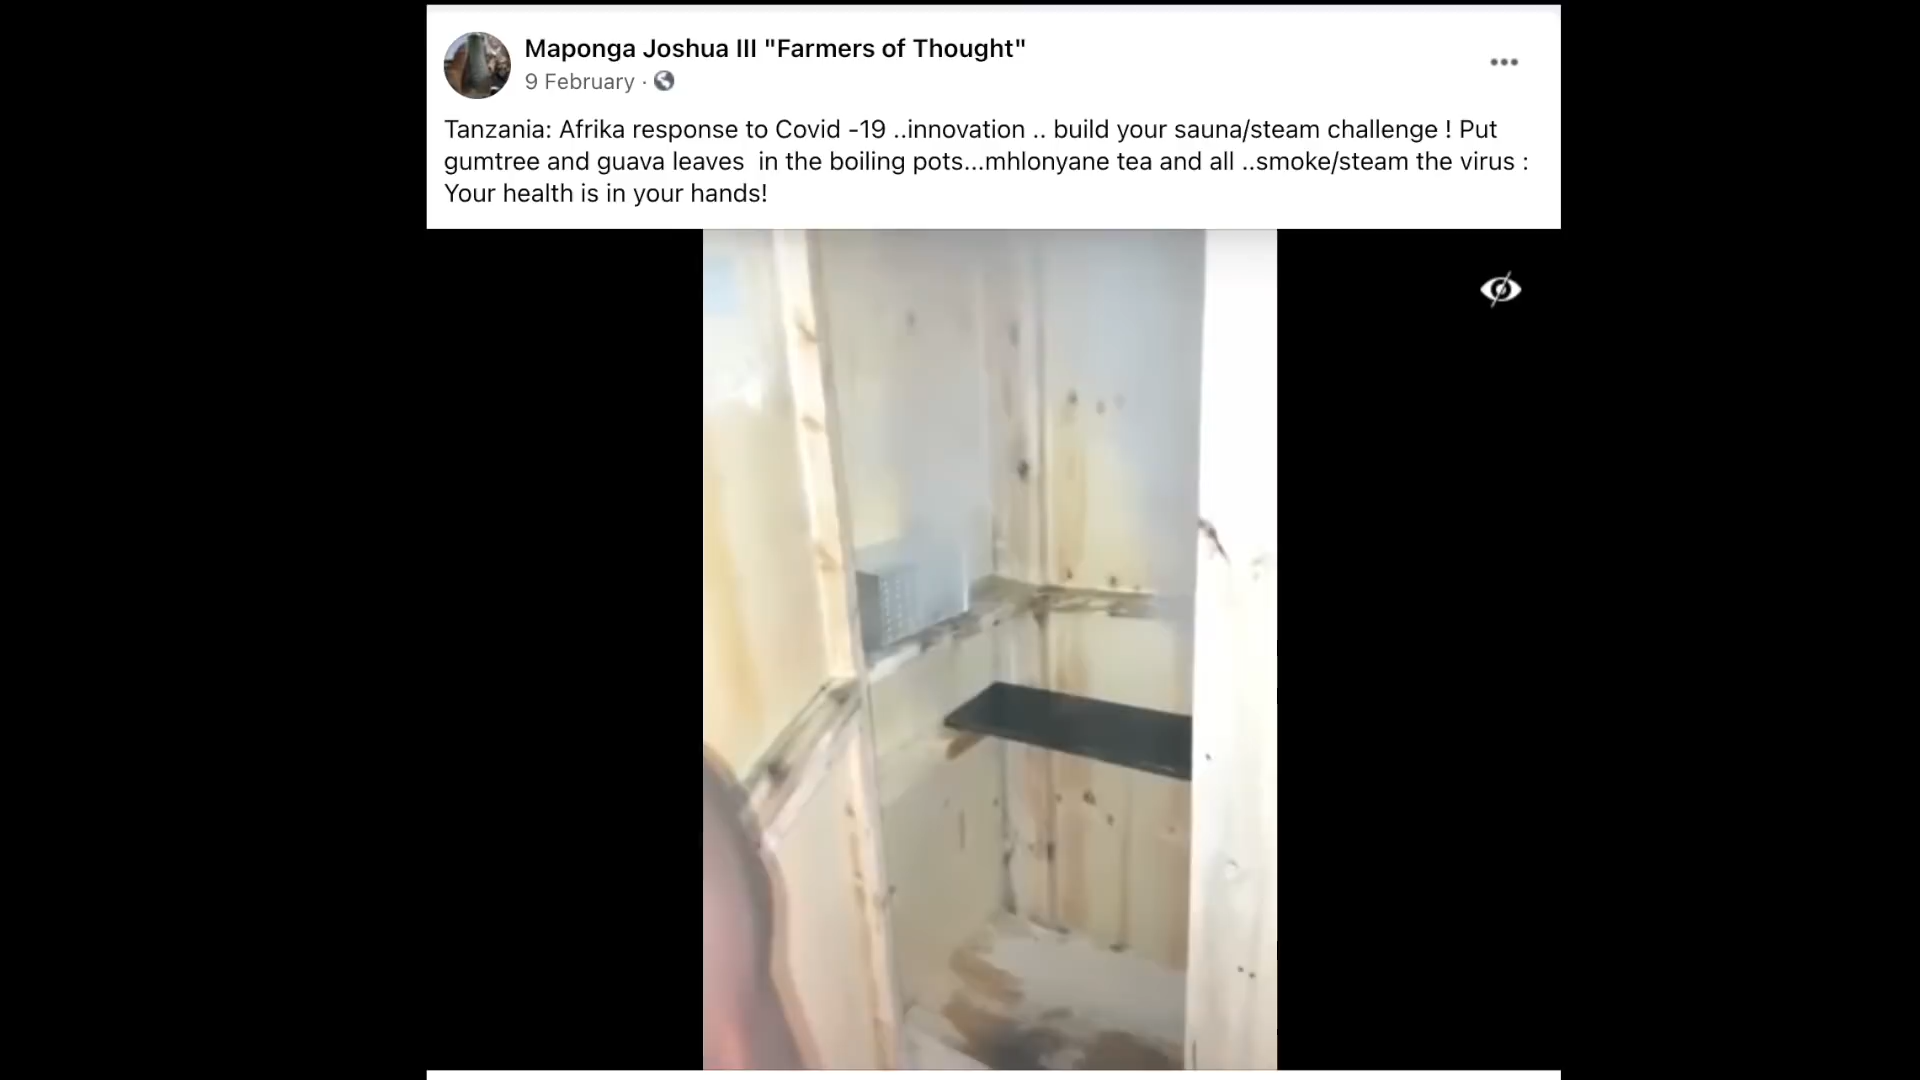 Maponga Joshua III "Farmers of Thought"
9 February ·
Tanzania: Afrika response to Covid -19 ..innovation .. build your sauna/steam challenge ! Put
gumtree and guava leaves  in the boiling pots...mhlonyane tea and all ..smoke/steam the virus :
Your health is in your hands!